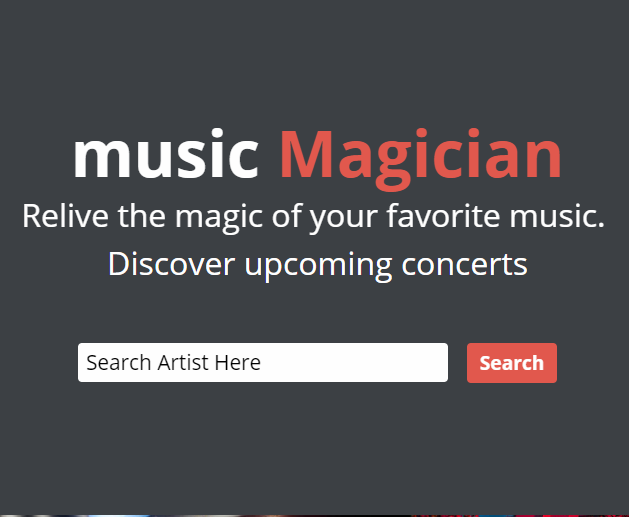 music Magician
Relive the magic of your favorite music.
Discover upcoming concerts
Search Artist Here
Search